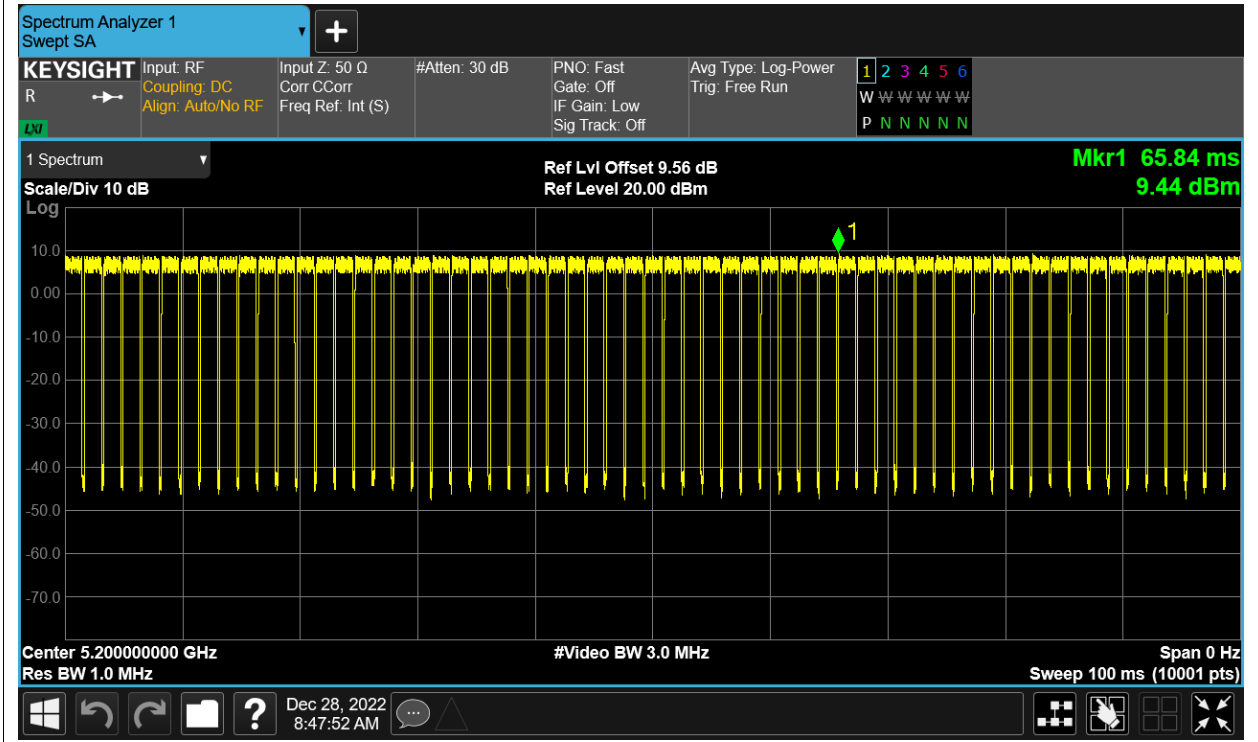 Spectrum Analyzer 1
Swept SA
KEYSIGHT
R
LXI
Input: RF
Coupling: DC
Align: Auto/No RF
Input Z: 50 Ω
Corr CCorr
Freq Ref: Int (S)
#Atten: 30 dB
PNO: Fast
Gate: Off
IF Gain: Low
Sig Track: Off
Avg Type: Log-Power
Trig: Free Run
1 2 3 4 5 6
W W W W W W
P N N N N N
1 Spectrum
Scale/Div 10 dB
Log
Ref Lvl Offset 9.56 dB
Ref Level 20.00 dBm
Mkr1 65.84 ms
9.44 dBm
1
10.0
0.00
-10.0
-20.0
-30.0
-40.0
-50.0
-60.0
-70.0
Center 5.200000000 GHz
Res BW 1.0 MHz
#Video BW 3.0 MHz
Span 0 Hz
Sweep 100 ms (10001 pts)
?
Dec 28, 2022
8:47:52 AM